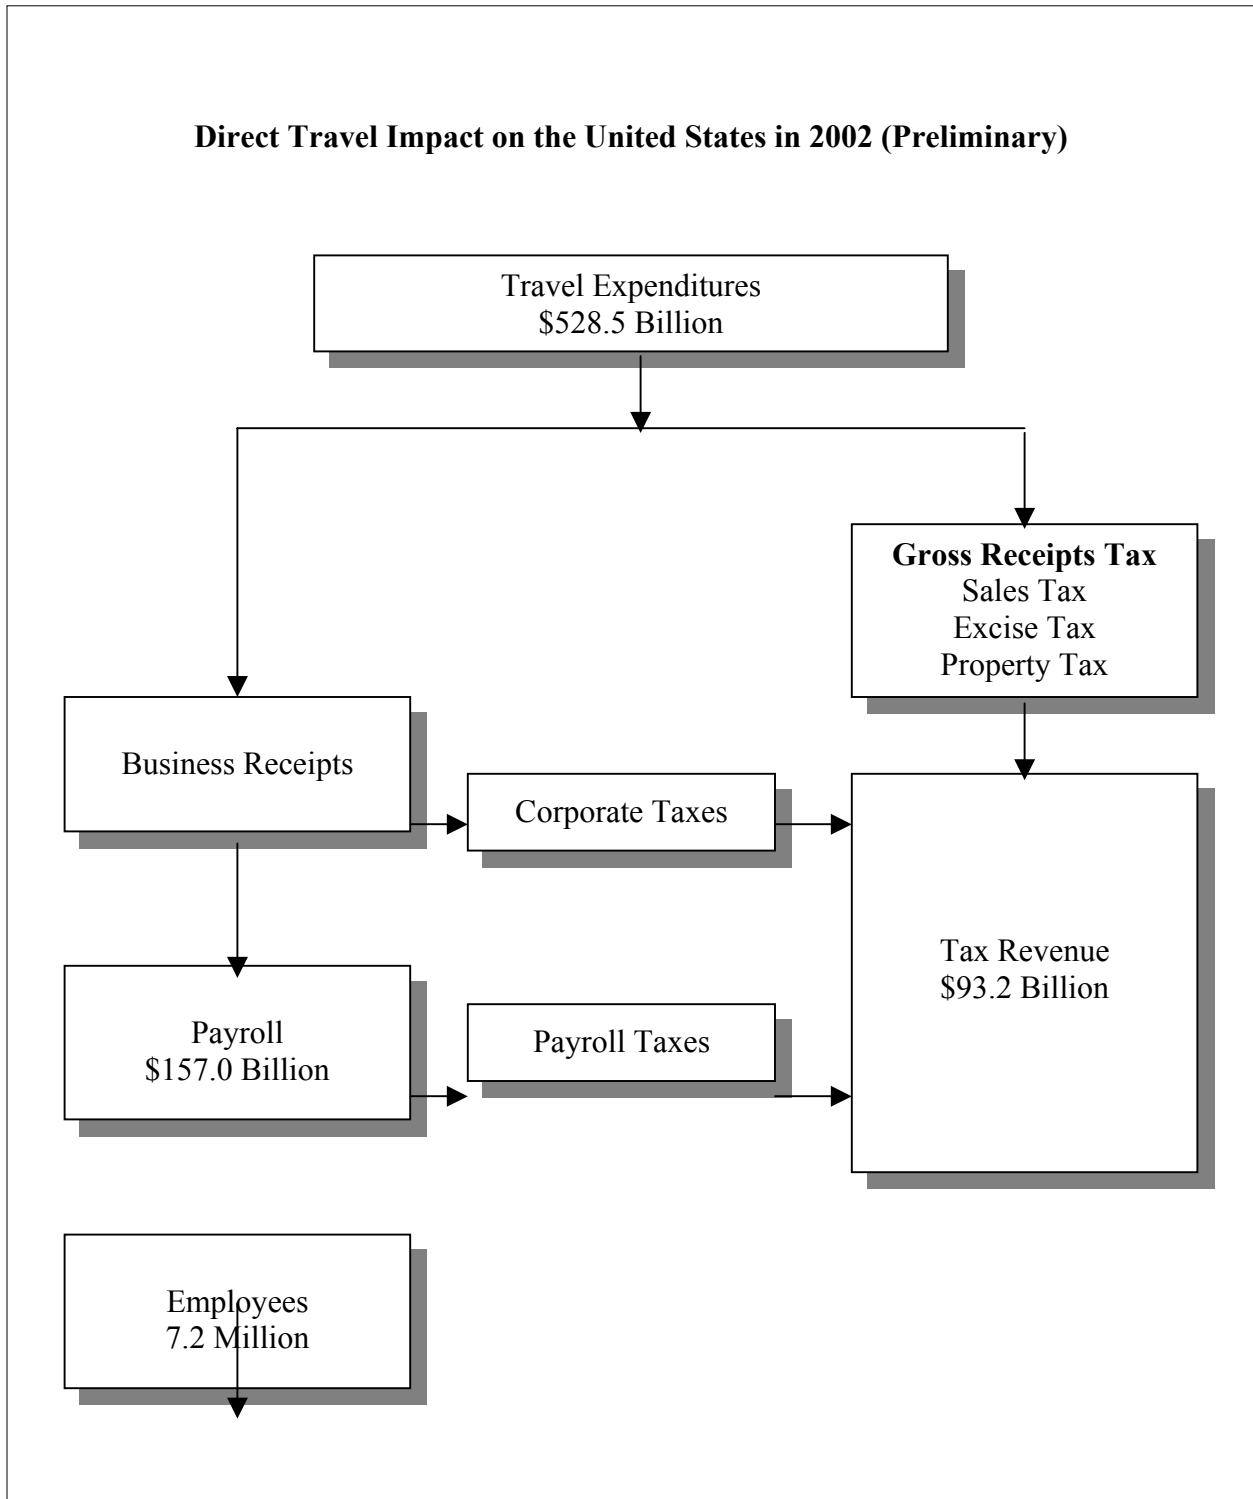 Direct Travel Impact on the United States in 2002 (Preliminary)
Travel Expenditures
$528.5 Billion
Gross Receipts Tax
Sales Tax
Excise Tax
Property Tax
Business Receipts
Corporate Taxes
Tax Revenue
$93.2 Billion
Payroll
$157.0 Billion
Payroll Taxes
Employees
7.2 Million